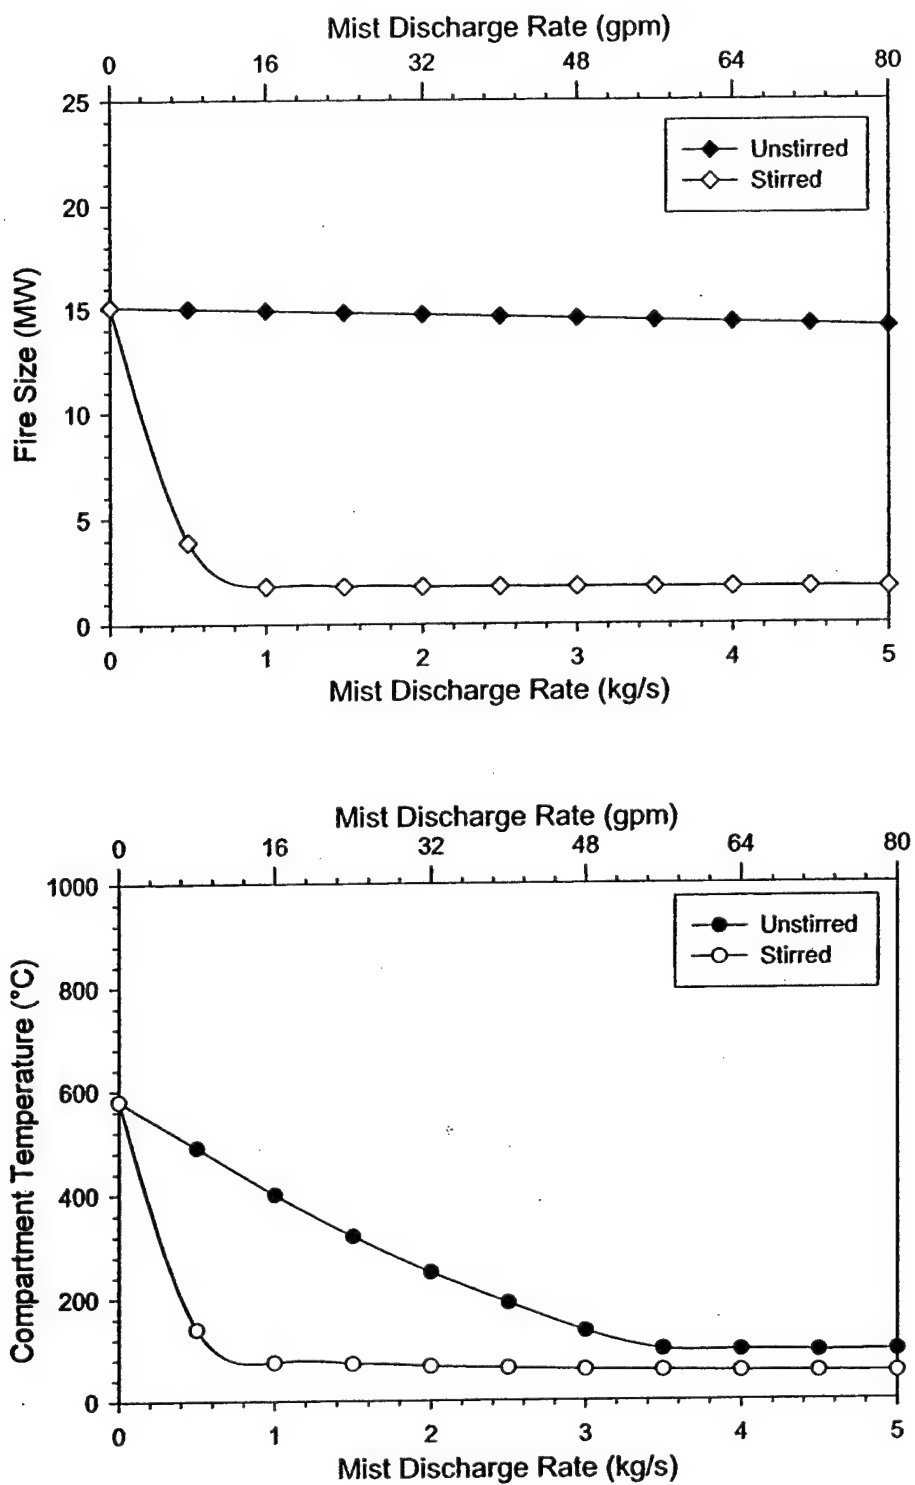 Mist Discharge Rate (gpm)
0 16 32 48 64 80
25
20
15
10
5
0
Fire Size (MW)
Unstirred
Stirred
0 1 2 3 4 5
Mist Discharge Rate (kg/s)
Mist Discharge Rate (gpm)
0 16 32 48 64 80
1000
800
600
400
200
0
Compartment Temperature (°C)
Unstirred
Stirred
0 1 2 3 4 5
Mist Discharge Rate (kg/s)